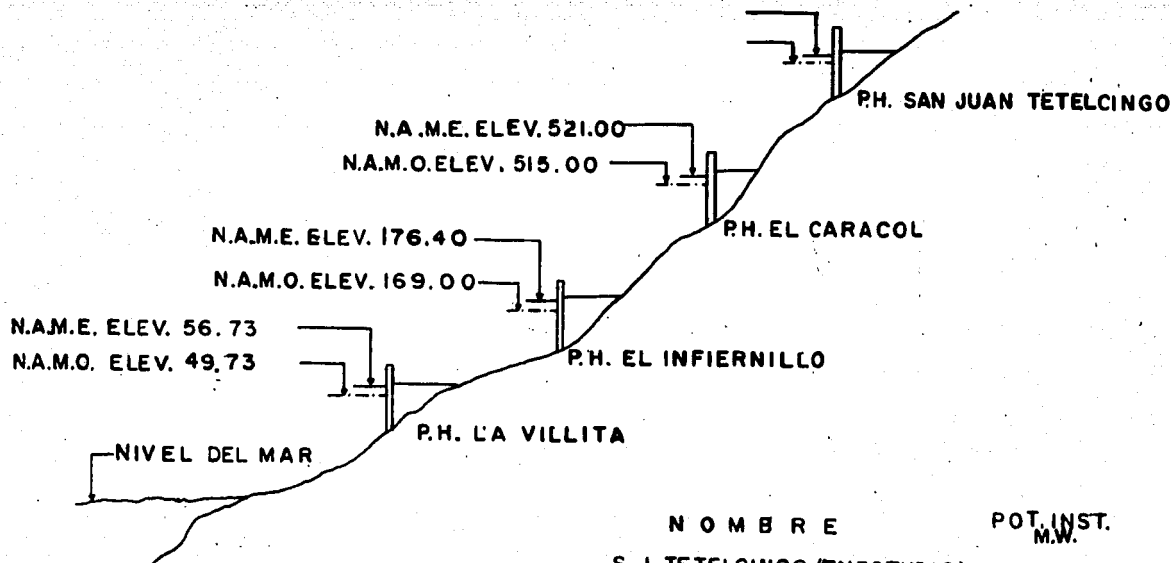 P.H. SAN JUAN TETELCINGO
N.A.M.E. ELEV. 521.00
N.A.M.O. ELEV. 515.00
P.H. EL CARACOL
N.A.M.E. ELEV. 176.40
N.A.M.O. ELEV. 169.00
N.A.M.E. ELEV. 56.73
N.A.M.O. ELEV. 49.73
P.H. EL INFIERNILLO
P.H. LA VILLITA
NIVEL DEL MAR
NOMBRE POT. INST.
M.W.